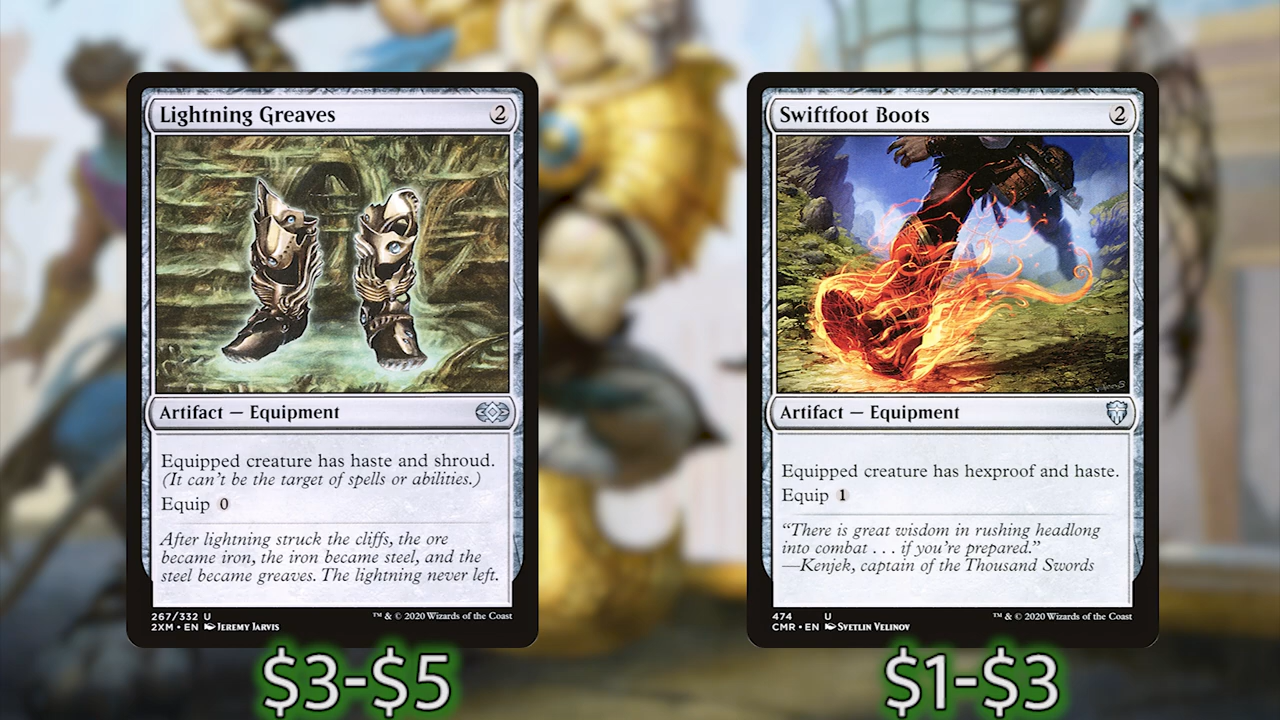 Lightning Greaves 2
Artifact — Equipment
Equipped creature has haste and shroud.
(It can't be the target of spells or abilities.)
Equip 0
After lightning struck the cliffs, the ore
became iron, the iron became steel, and the
steel became greaves. The lightning never left.
267/332 U
2XM • EN Jeremy Jarvis
™ & © 2020 Wizards of the Coast
$3-$5
Swiftfoot Boots 2
Artifact — Equipment
Equipped creature has hexproof and haste.
Equip 1
“There is great wisdom in rushing headlong
into combat . . . if you're prepared.”
—Kenjek, captain of the Thousand Swords
474 U
CMR • EN Svetlin Velinov
™ & © 2020 Wizards of the Coast
$1-$3